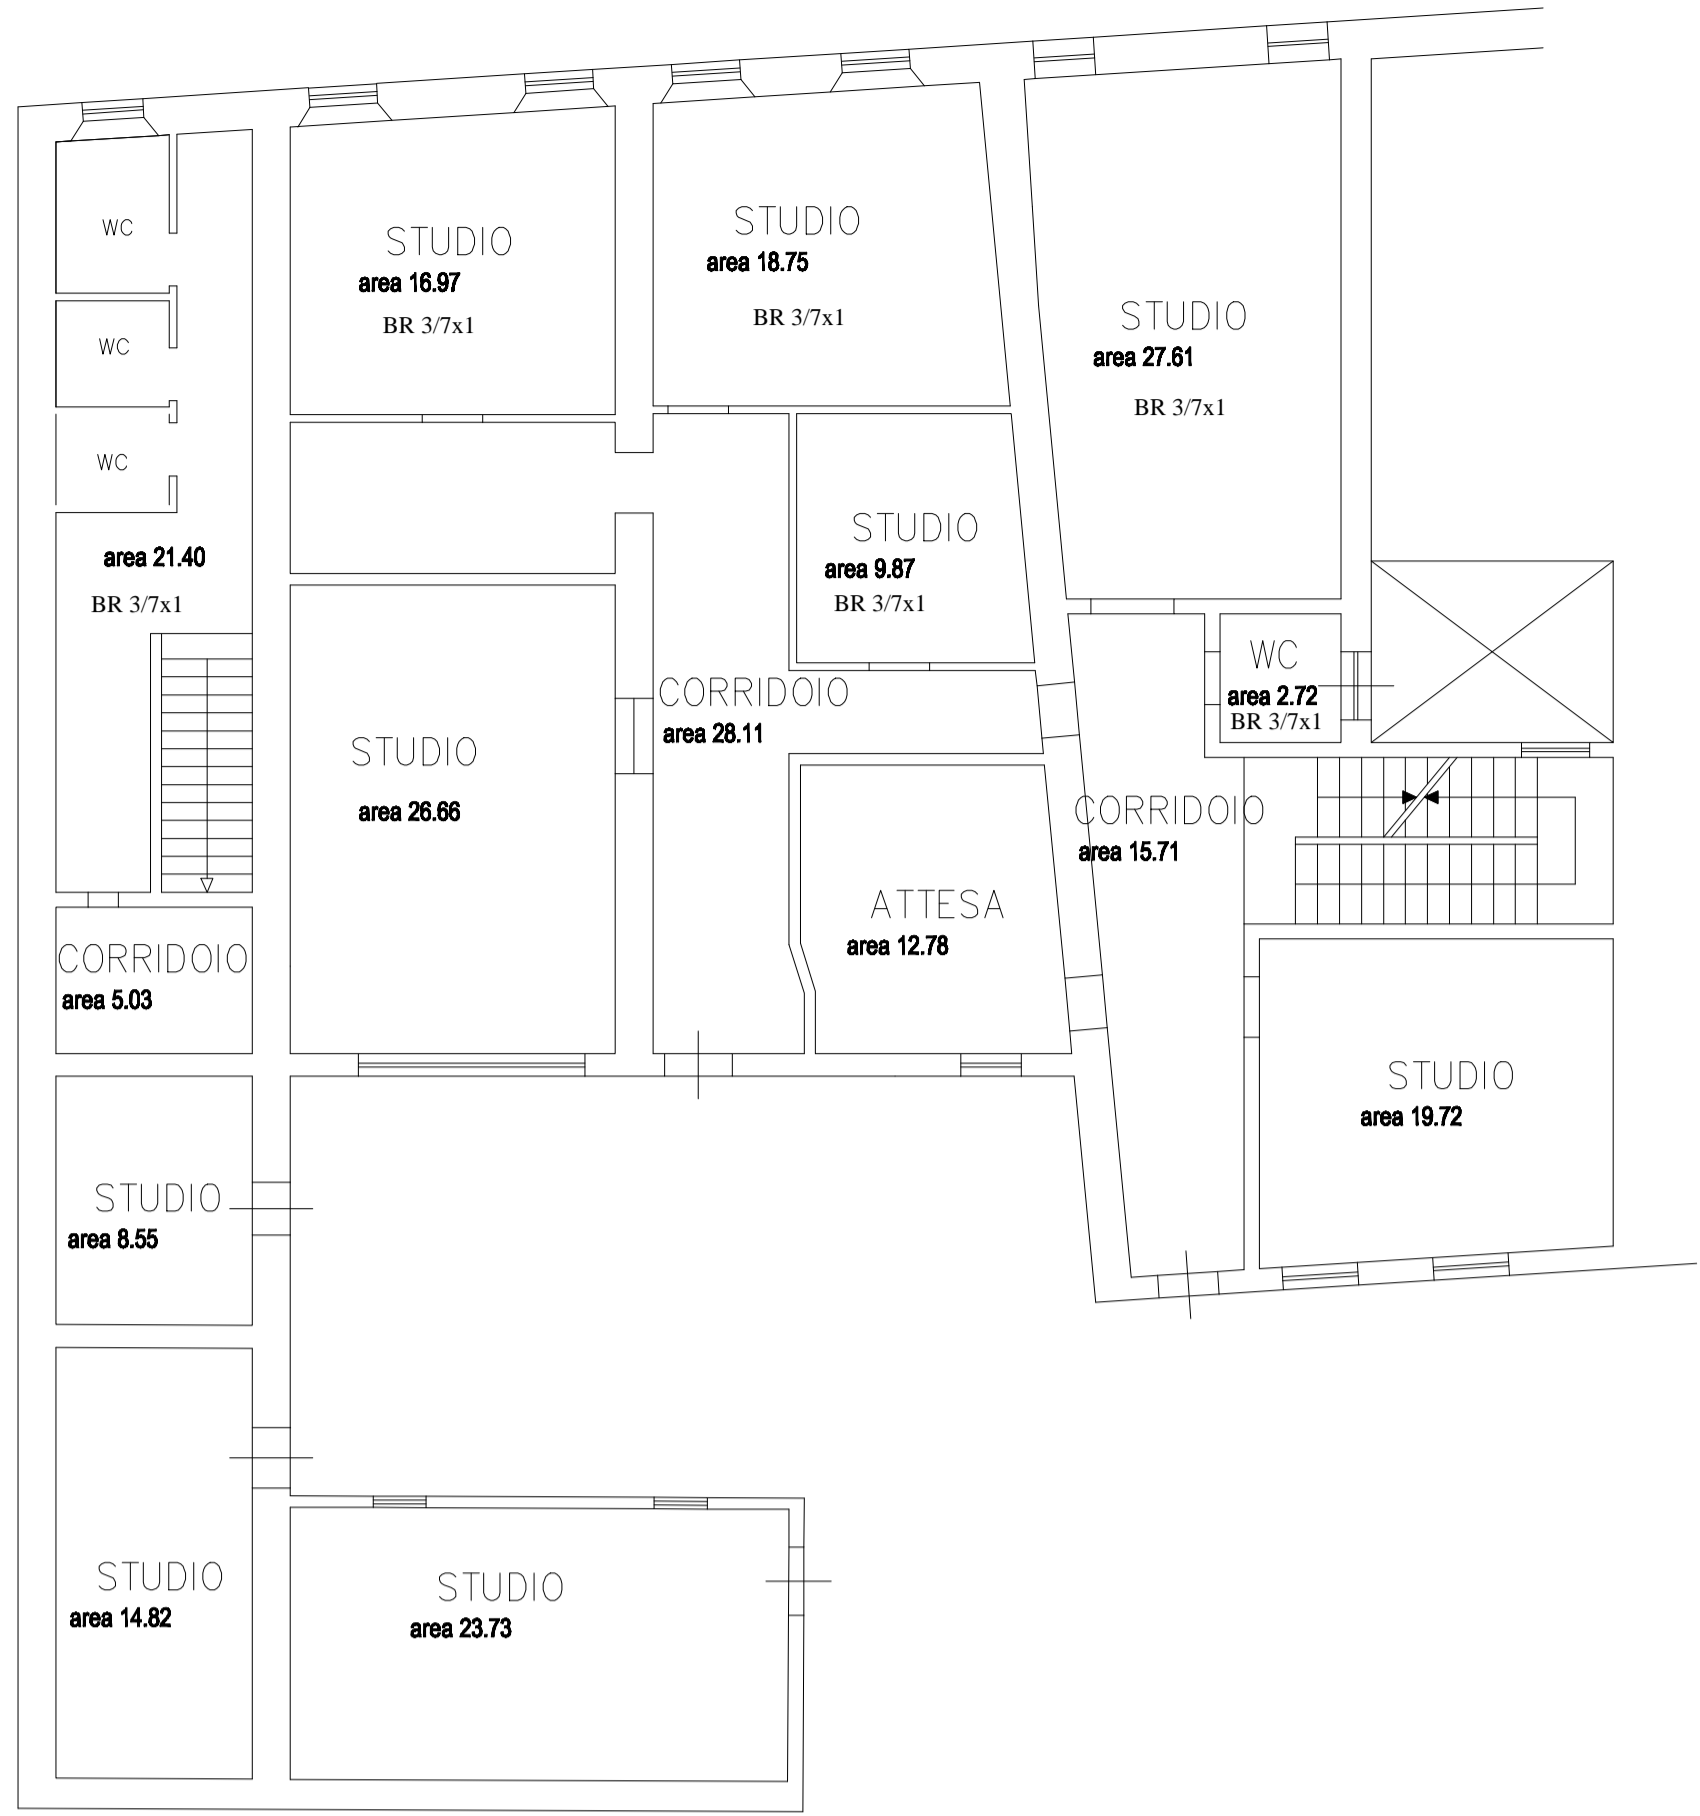 WC
STUDIO
area 16.97
BR 3/7x1
STUDIO
area 18.75
BR 3/7x1
STUDIO
area 27.61
BR 3/7x1
WC
WC
area 21.40
BR 3/7x1
STUDIO
area 9.87
BR 3/7x1
WC
area 2.72
BR 3/7x1
CORRIDOIO
area 28.11
STUDIO
area 26.66
CORRIDOIO
area 15.71
ATTESA
area 12.78
CORRIDOIO
area 5.03
STUDIO
area 19.72
STUDIO
area 8.55
STUDIO
area 14.82
STUDIO
area 23.73